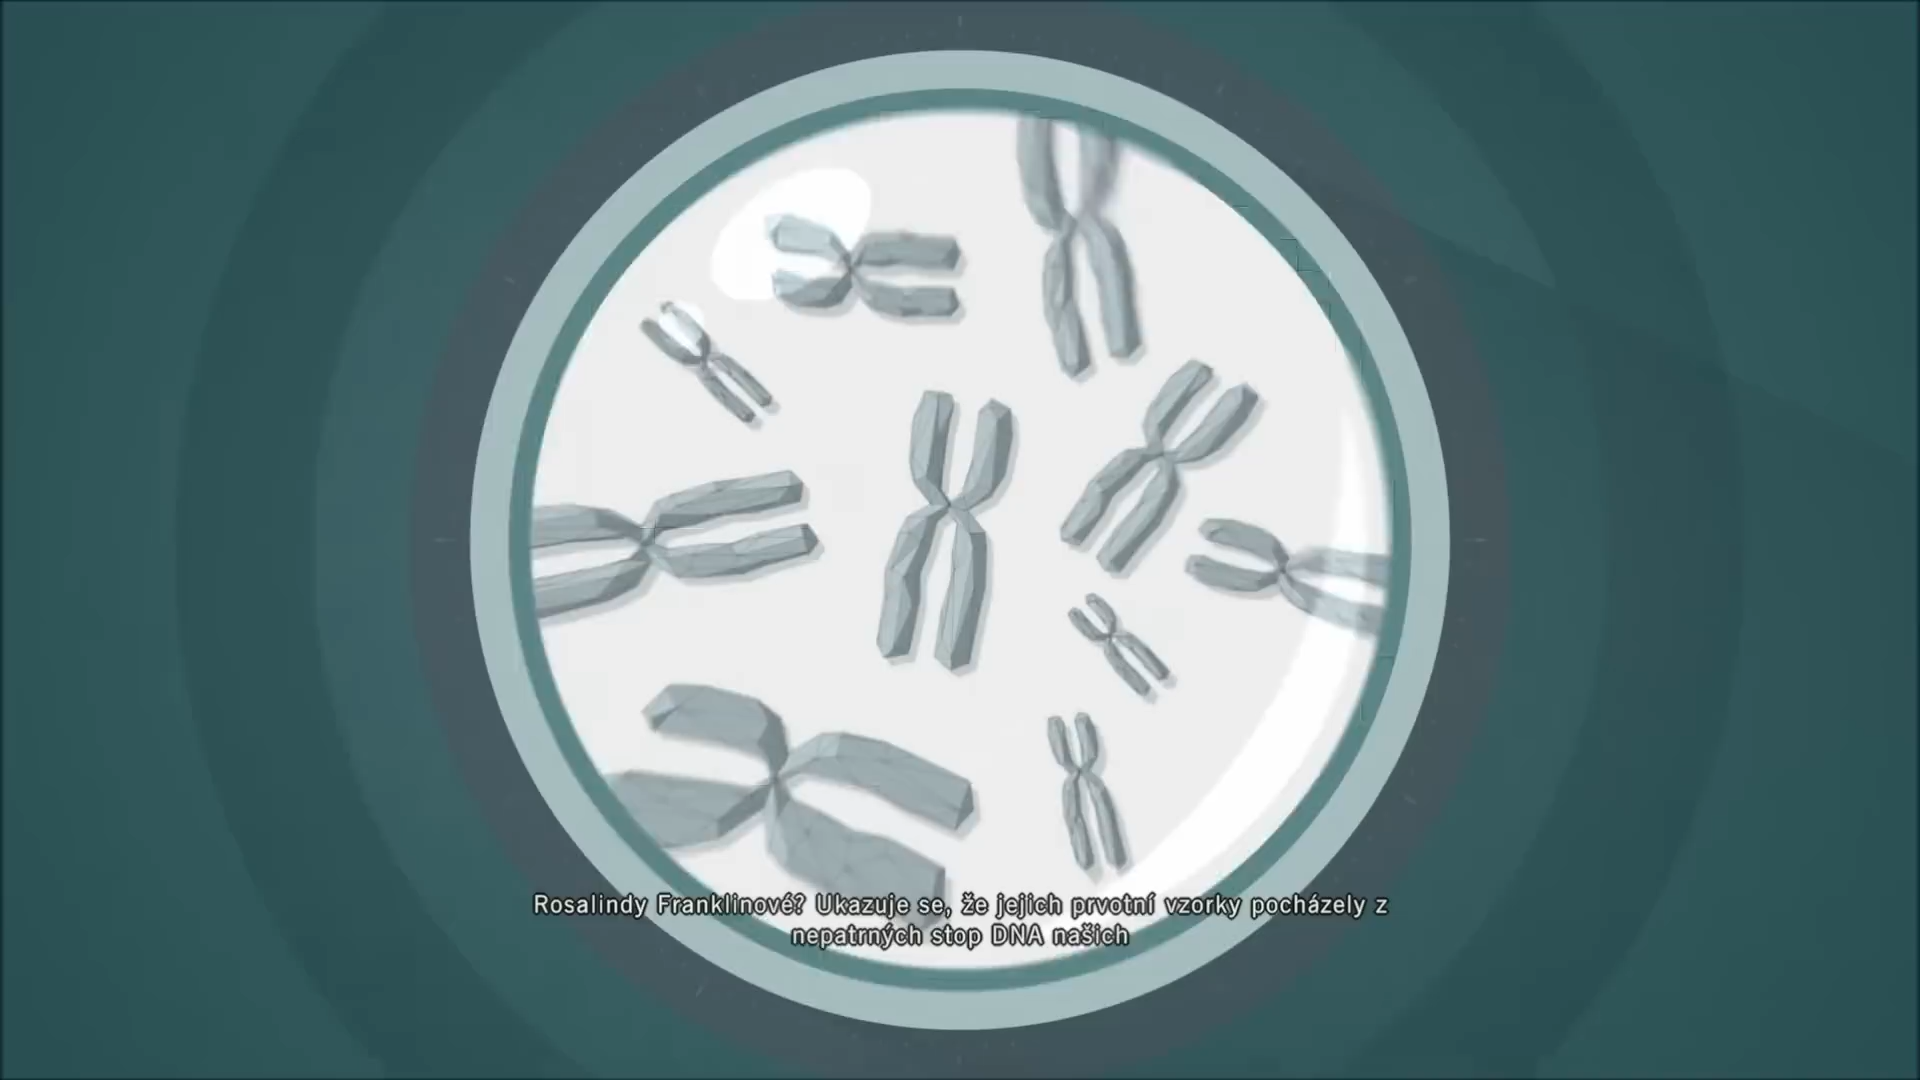 Rosalindy Franklinové? Ukazuje se, že jejich prvotní vzorky pocházely z
nepatrných stop DNA našich